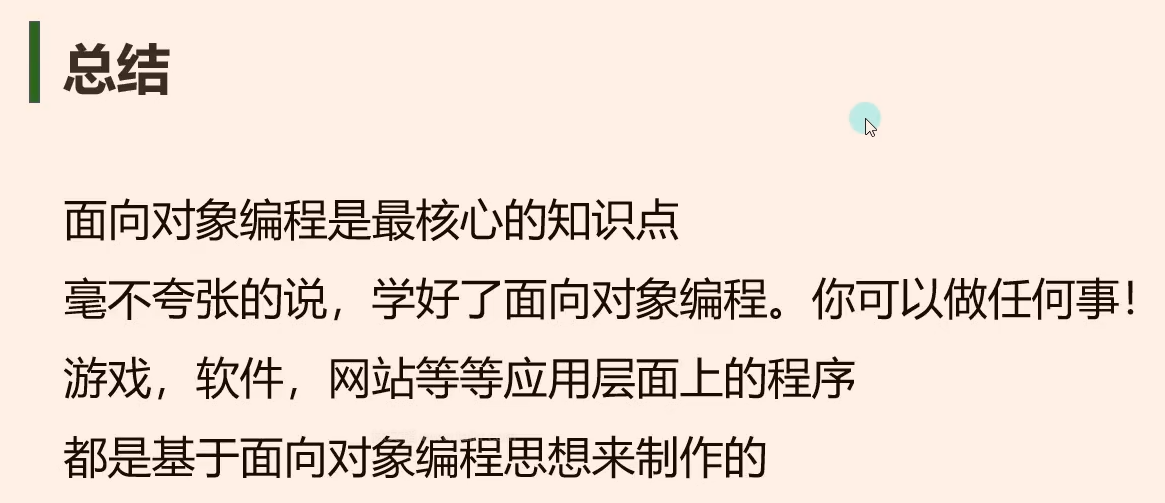 总结
面向对象编程是最核心的知识点
毫不夸张的说，学好了面向对象编程。你可以做任何事！
游戏，软件，网站等等应用层面上的程序
都是基于面向对象编程思想来制作的